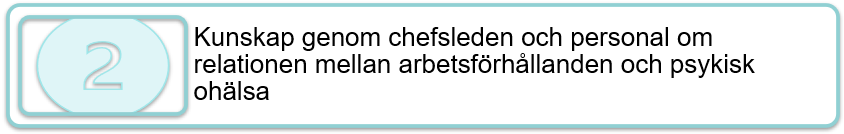 2
Kunskap genom chefsleden och personal om
relationen mellan arbetsförhållanden och psykisk
ohälsa